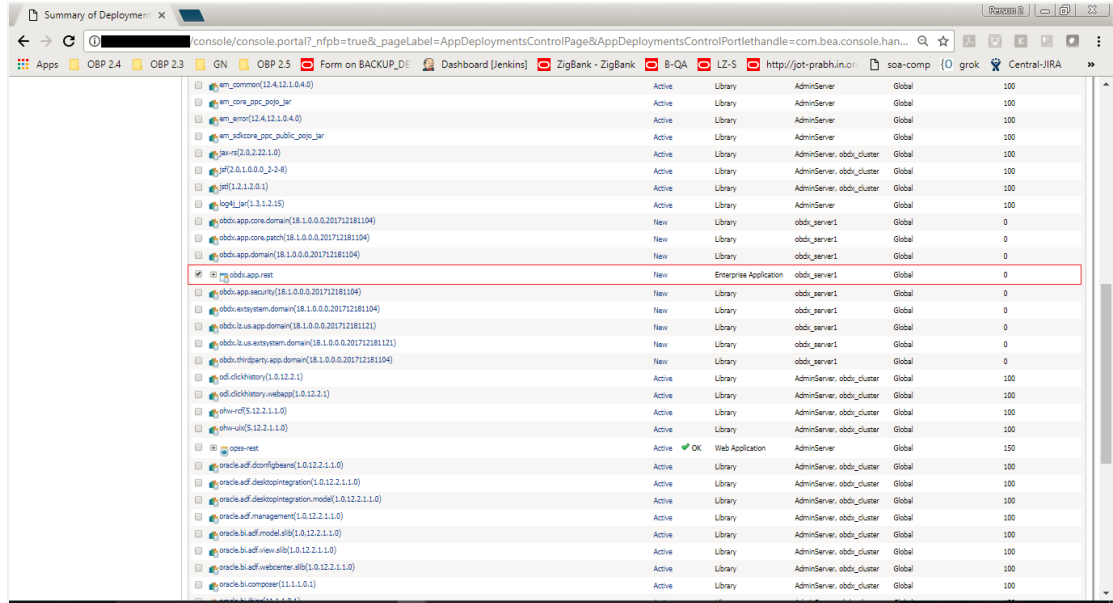 Person 2
Summary of Deployment
/console/console.portal?_nfpb=true&_pageLabel=AppDeploymentsControlPage&AppDeploymentsControlPortlethandle=com.bea.console.han...
Apps OBP 2.4 OBP 2.3 GN OBP 2.5 Form on BACKUP_DE Dashboard [Jenkins] ZigBank - ZigBank B-QA LZ-S http://jot-prabh.in.or: soa-comp {O grok Central-JIRA »
em_common(12.4,12.1.0.4.0) Active Library AdminServer Global 100
em_core_ppc_pojo_jar Active Library AdminServer Global 100
em_error(12.4,12.1.0.4.0) Active Library AdminServer Global 100
em_sdkcore_ppc_public_pojo_jar Active Library AdminServer Global 100
jax-rs(2.0,2.22.1.0) Active Library AdminServer, obdx_cluster Global 100
jsf(2.0,1.0.0.0_2-2-8) Active Library AdminServer, obdx_cluster Global 100
jstl(1.2,1.2.0.1) Active Library AdminServer, obdx_cluster Global 100
log4j_jar(1.3,1.2.15) Active Library AdminServer Global 100
obdx.app.core.domain(18.1.0.0.0,201712181104) New Library obdx_server1 Global 0
obdx.app.core.patch(18.1.0.0.0,201712181104) New Library obdx_server1 Global 0
obdx.app.domain(18.1.0.0.0,201712181104) New Library obdx_server1 Global 0
obdx.app.rest New Enterprise Application obdx_server1 Global 0
obdx.app.security(18.1.0.0.0,201712181104) New Library obdx_server1 Global 0
obdx.extsystem.domain(18.1.0.0.0,201712181104) New Library obdx_server1 Global 0
obdx.lz.us.app.domain(18.1.0.0.0,201712181121) New Library obdx_server1 Global 0
obdx.lz.us.extsystem.domain(18.1.0.0.0,201712181121) New Library obdx_server1 Global 0
obdx.thirdparty.app.domain(18.1.0.0.0,201712181104) New Library obdx_server1 Global 0
odl.clickhistory(1.0,12.2.1) Active Library AdminServer, obdx_cluster Global 100
odl.clickhistory.webapp(1.0,12.2.1) Active Library AdminServer, obdx_cluster Global 100
ohw-rcf(5,12.2.1.1.0) Active Library AdminServer, obdx_cluster Global 100
ohw-uix(5,12.2.1.1.0) Active Library AdminServer, obdx_cluster Global 100
opss-rest Active OK Web Application AdminServer Global 150
oracle.adf.dconfigbeans(1.0,12.2.1.1.0) Active Library AdminServer, obdx_cluster Global 100
oracle.adf.desktopintegration(1.0,12.2.1.1.0) Active Library AdminServer, obdx_cluster Global 100
oracle.adf.desktopintegration.model(1.0,12.2.1.1.0) Active Library AdminServer, obdx_cluster Global 100
oracle.adf.management(1.0,12.2.1.1.0) Active Library AdminServer, obdx_cluster Global 100
oracle.bi.adf.model.slib(1.0,12.2.1.1.0) Active Library AdminServer, obdx_cluster Global 100
oracle.bi.adf.view.slib(1.0,12.2.1.1.0) Active Library AdminServer, obdx_cluster Global 100
oracle.bi.adf.webcenter.slib(1.0,12.2.1.1.0) Active Library AdminServer, obdx_cluster Global 100
oracle.bi.composer(11.1.1,0.1) Active Library AdminServer, obdx_cluster Global 100